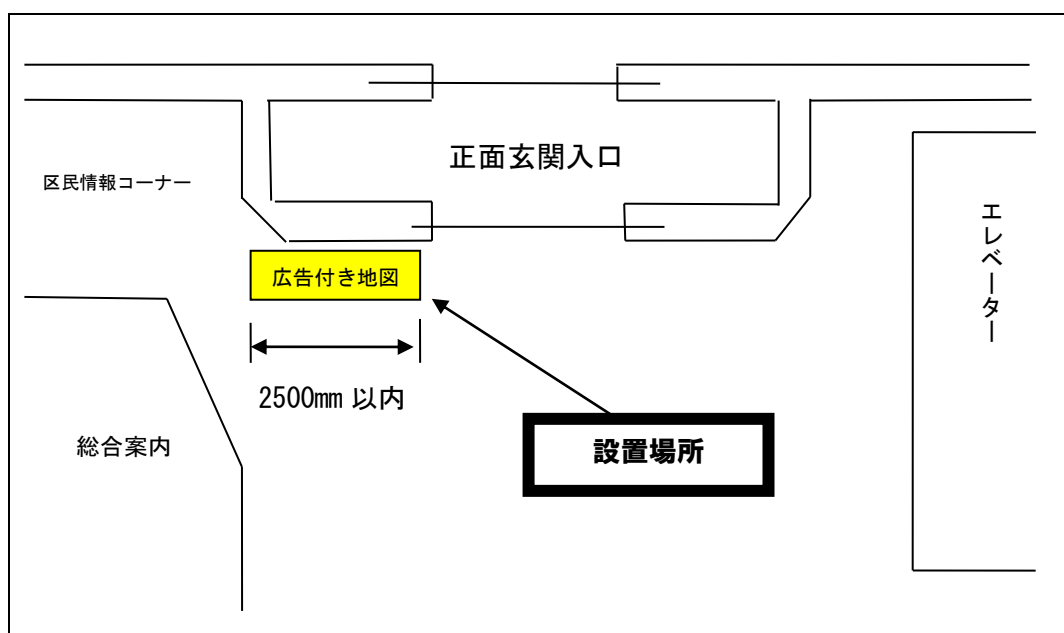 正面玄関入口
区民情報コーナー
エレベーター
広告付き地図
2500mm 以内
総合案内
設置場所